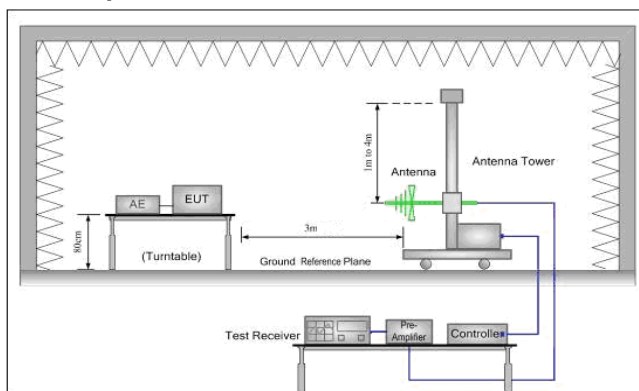 1m to 4m
Antenna
Antenna Tower
AE
EUT
3m
80cm
(Turntable)
Ground Reference Plane
Test Receiver
Pre-
Amplifier
Controller